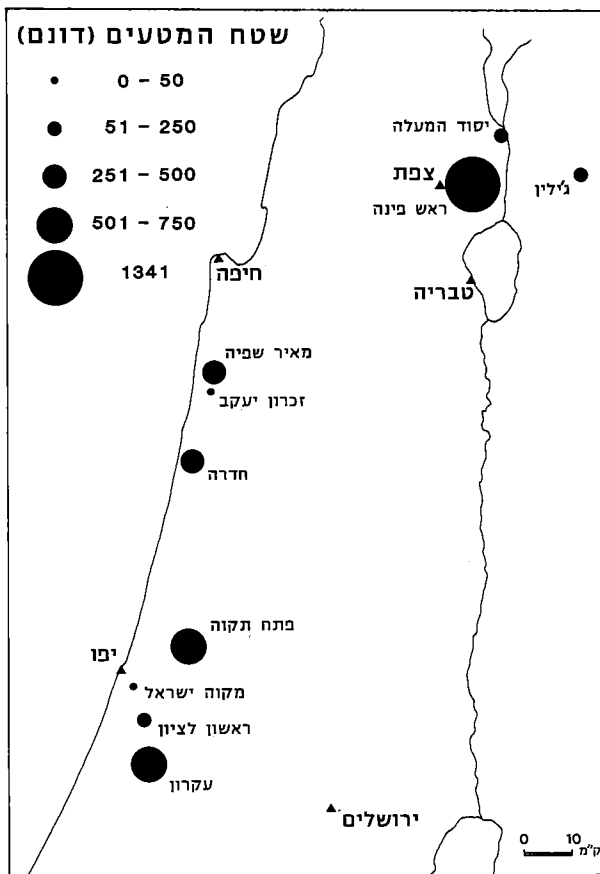 שטח המטעים (דונם)
0 – 50
51 – 250
251 – 500
501 – 750
1341
יסוד המעלה
צפת
ראש פינה
ג'ילין
חיפה
טבריה
מאיר שפיה
זכרון יעקב
חדרה
פתח תקוה
יפו
מקוה ישראל
ראשון לציון
עקרון
ירושלים
0 10
ק"מ